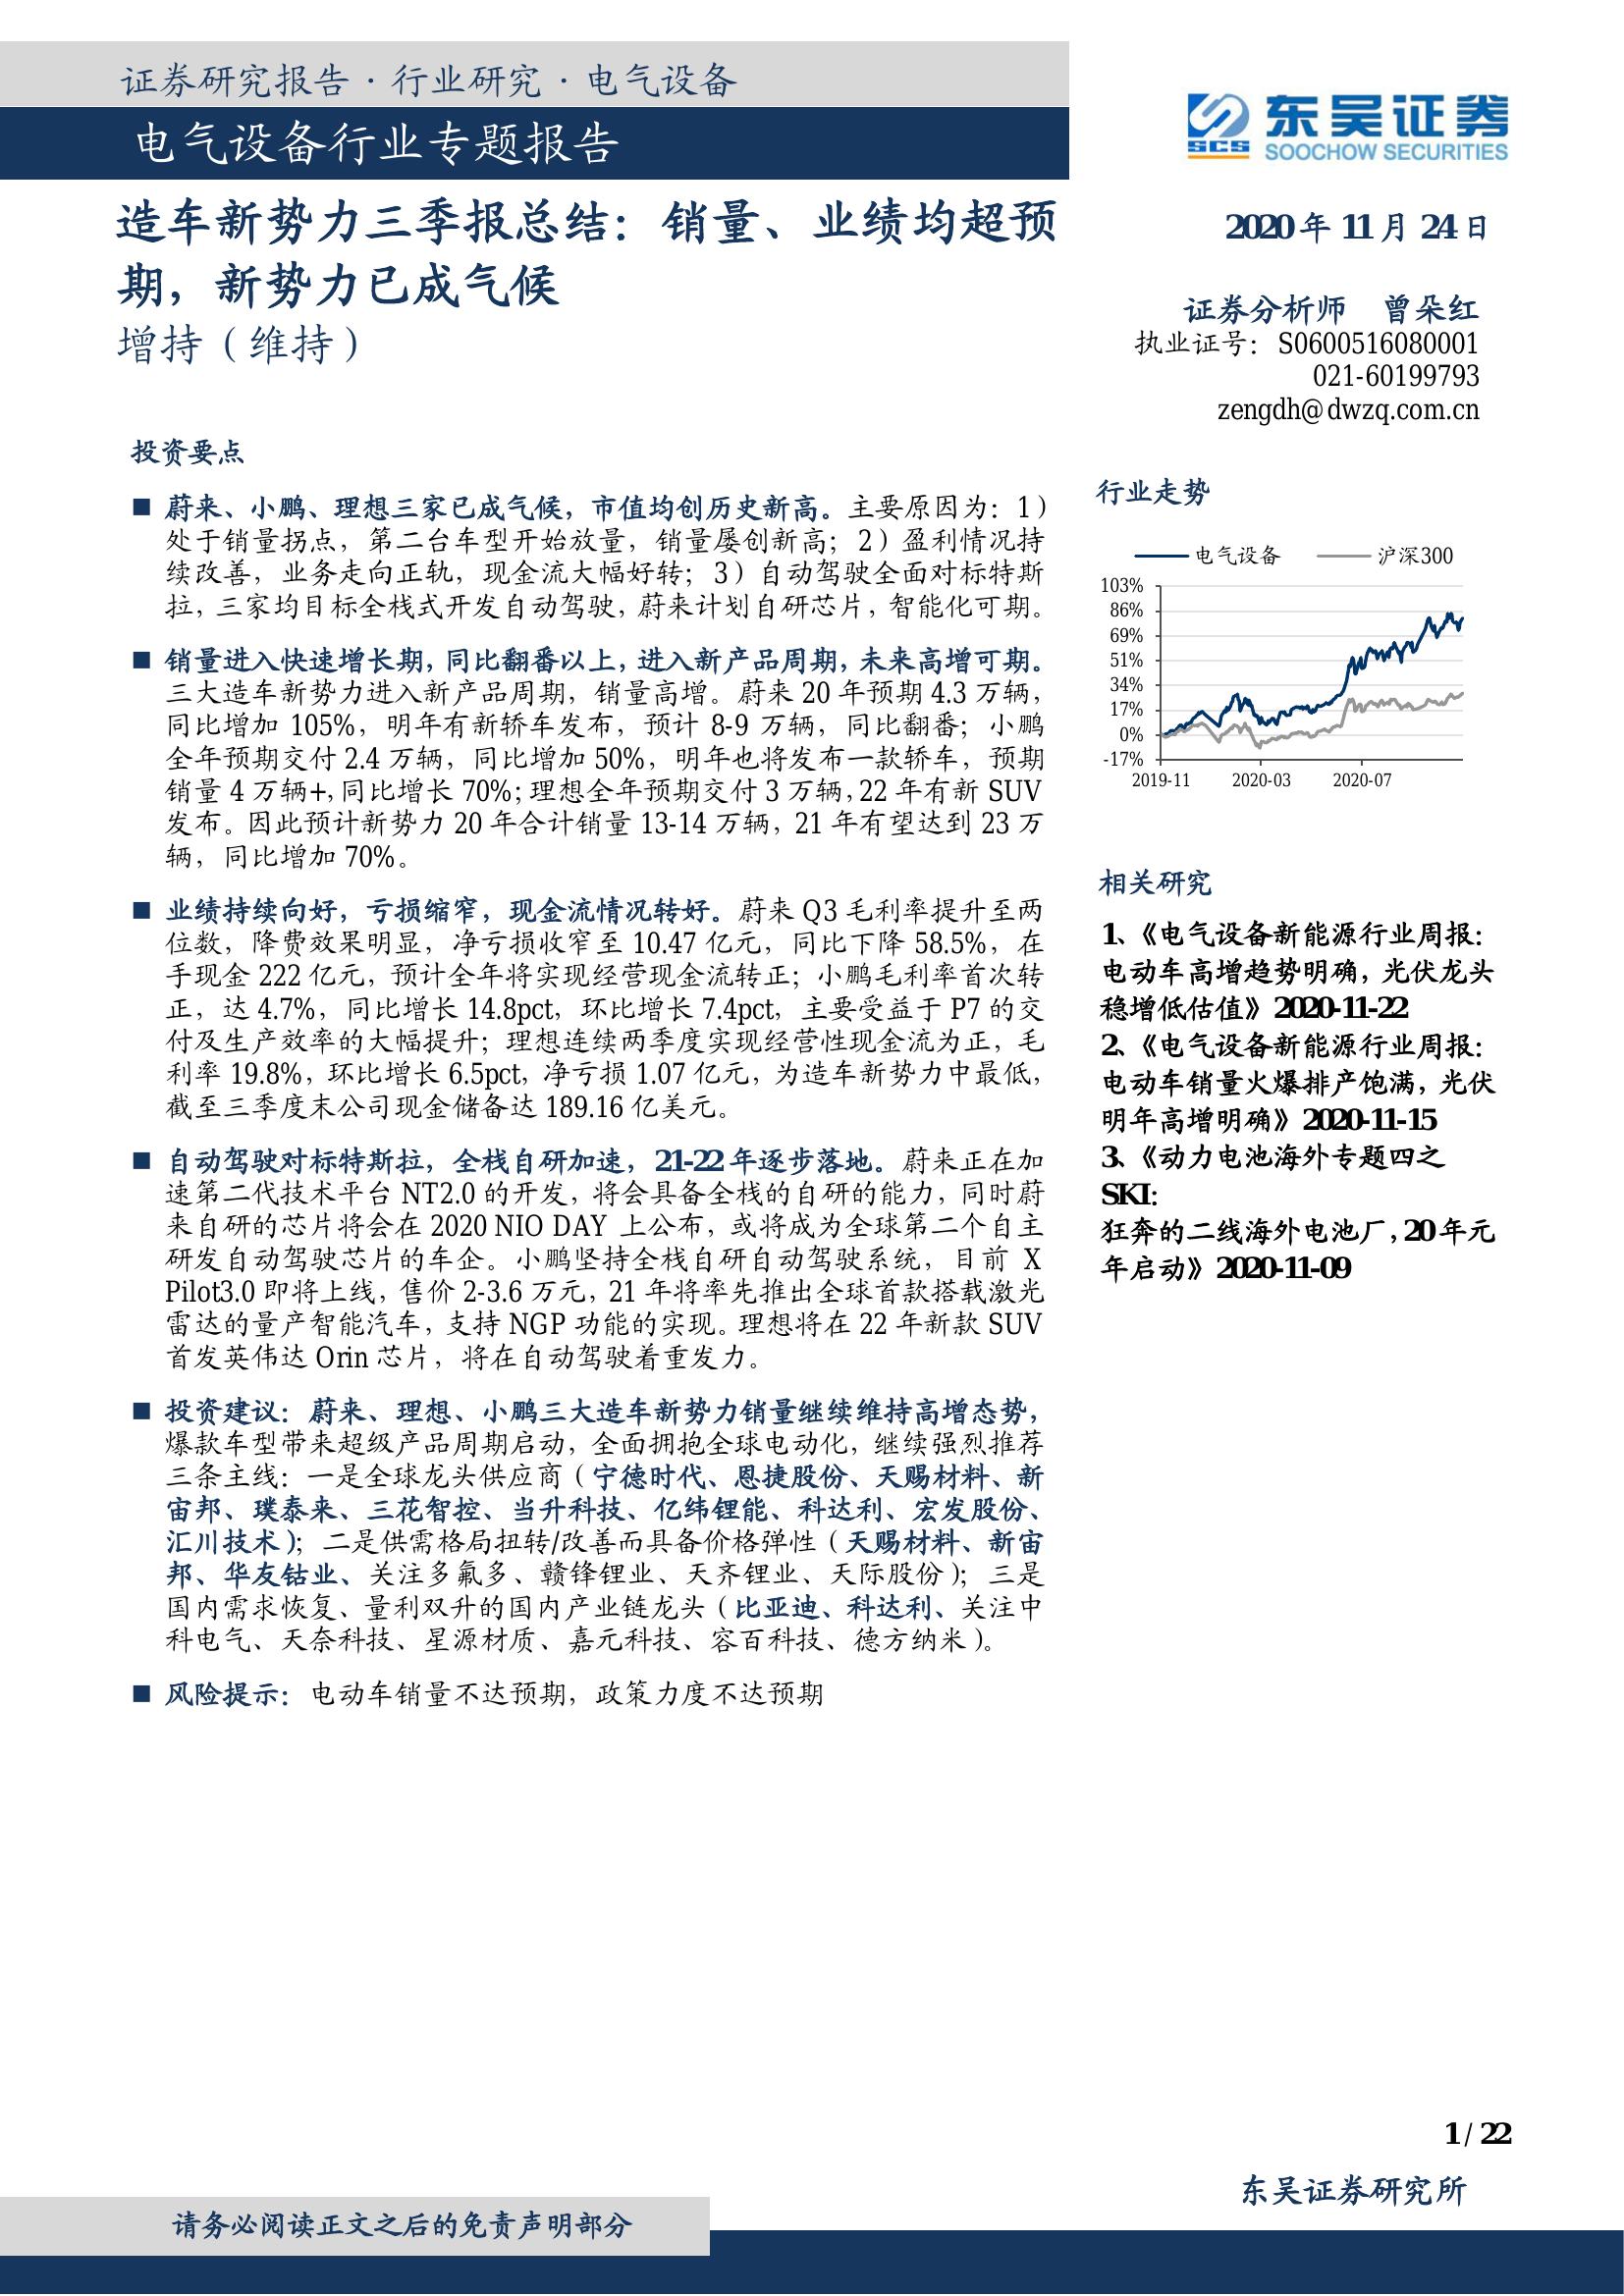 证券研究报告 · 行业研究 · 电气设备
电气设备行业专题报告
东吴证券
SCS
SOOCHOW SECURITIES
造车新势力三季报总结：销量、业绩均超预
期，新势力已成气候
增持（维持）
2020 年 11 月 24 日
证券分析师 曾朵红
执业证号：S0600516080001
021-60199793
zengdh@dwzq.com.cn
投资要点
■ 蔚来、小鹏、理想三家已成气候，市值均创历史新高。主要原因为：1）
处于销量拐点，第二台车型开始放量，销量屡创新高；2）盈利情况持
续改善，业务走向正轨，现金流大幅好转；3）自动驾驶全面对标特斯
拉，三家均目标全栈式开发自动驾驶，蔚来计划自研芯片，智能化可期。
■ 销量进入快速增长期，同比翻番以上，进入新产品周期，未来高增可期。
三大造车新势力进入新产品周期，销量高增。蔚来 20 年预期 4.3 万辆，
同比增加 105%，明年有新轿车发布，预计 8-9 万辆，同比翻番；小鹏
全年预期交付 2.4 万辆，同比增加 50%，明年也将发布一款轿车，预期
销量 4 万辆+，同比增长 70%；理想全年预期交付 3 万辆，22 年有新 SUV
发布。因此预计新势力 20 年合计销量 13-14 万辆，21 年有望达到 23 万
辆，同比增加 70%。
■ 业绩持续向好，亏损缩窄，现金流情况转好。蔚来 Q3 毛利率提升至两
位数，降费效果明显，净亏损收窄至 10.47 亿元，同比下降 58.5%，在
手现金 222 亿元，预计全年将实现经营现金流转正；小鹏毛利率首次转
正，达 4.7%，同比增长 14.8pct，环比增长 7.4pct，主要受益于 P7 的交
付及生产效率的大幅提升；理想连续两季度实现经营性现金流为正，毛
利率 19.8%，环比增长 6.5pct，净亏损 1.07 亿元，为造车新势力中最低，
截至三季度末公司现金储备达 189.16 亿美元。
■ 自动驾驶对标特斯拉，全栈自研加速，21-22 年逐步落地。蔚来正在加
速第二代技术平台 NT2.0 的开发，将会具备全栈的自研的能力，同时蔚
来自研的芯片将会在 2020 NIO DAY 上公布，或将成为全球第二个自主
研发自动驾驶芯片的车企。小鹏坚持全栈自研自动驾驶系统，目前 X
Pilot3.0 即将上线，售价 2-3.6 万元，21 年将率先推出全球首款搭载激光
雷达的量产智能汽车，支持 NGP 功能的实现。理想将在 22 年新款 SUV
首发英伟达 Orin 芯片，将在自动驾驶着重发力。
■ 投资建议：蔚来、理想、小鹏三大造车新势力销量继续维持高增态势，
爆款车型带来超级产品周期启动，全面拥抱全球电动化，继续强烈推荐
三条主线：一是全球龙头供应商（宁德时代、恩捷股份、天赐材料、新
宙邦、璞泰来、三花智控、当升科技、亿纬锂能、科达利、宏发股份、
汇川技术）；二是供需格局扭转/改善而具备价格弹性（天赐材料、新宙
邦、华友钴业、关注多氟多、赣锋锂业、天齐锂业、天际股份）；三是
国内需求恢复、量利双升的国内产业链龙头（比亚迪、科达利、关注中
科电气、天奈科技、星源材质、嘉元科技、容百科技、德方纳米）。
■ 风险提示：电动车销量不达预期，政策力度不达预期
行业走势
电气设备 沪深300
103%
86%
69%
51%
34%
17%
0%
-17%
2019-11 2020-03 2020-07
相关研究
1、《电气设备新能源行业周报：
电动车高增趋势明确，光伏龙头
稳增低估值》2020-11-22
2、《电气设备新能源行业周报：
电动车销量火爆排产饱满，光伏
明年高增明确》2020-11-15
3、《动力电池海外专题四之
SKI：
狂奔的二线海外电池厂，20 年元
年启动》2020-11-09
1 / 22
东吴证券研究所
请务必阅读正文之后的免责声明部分